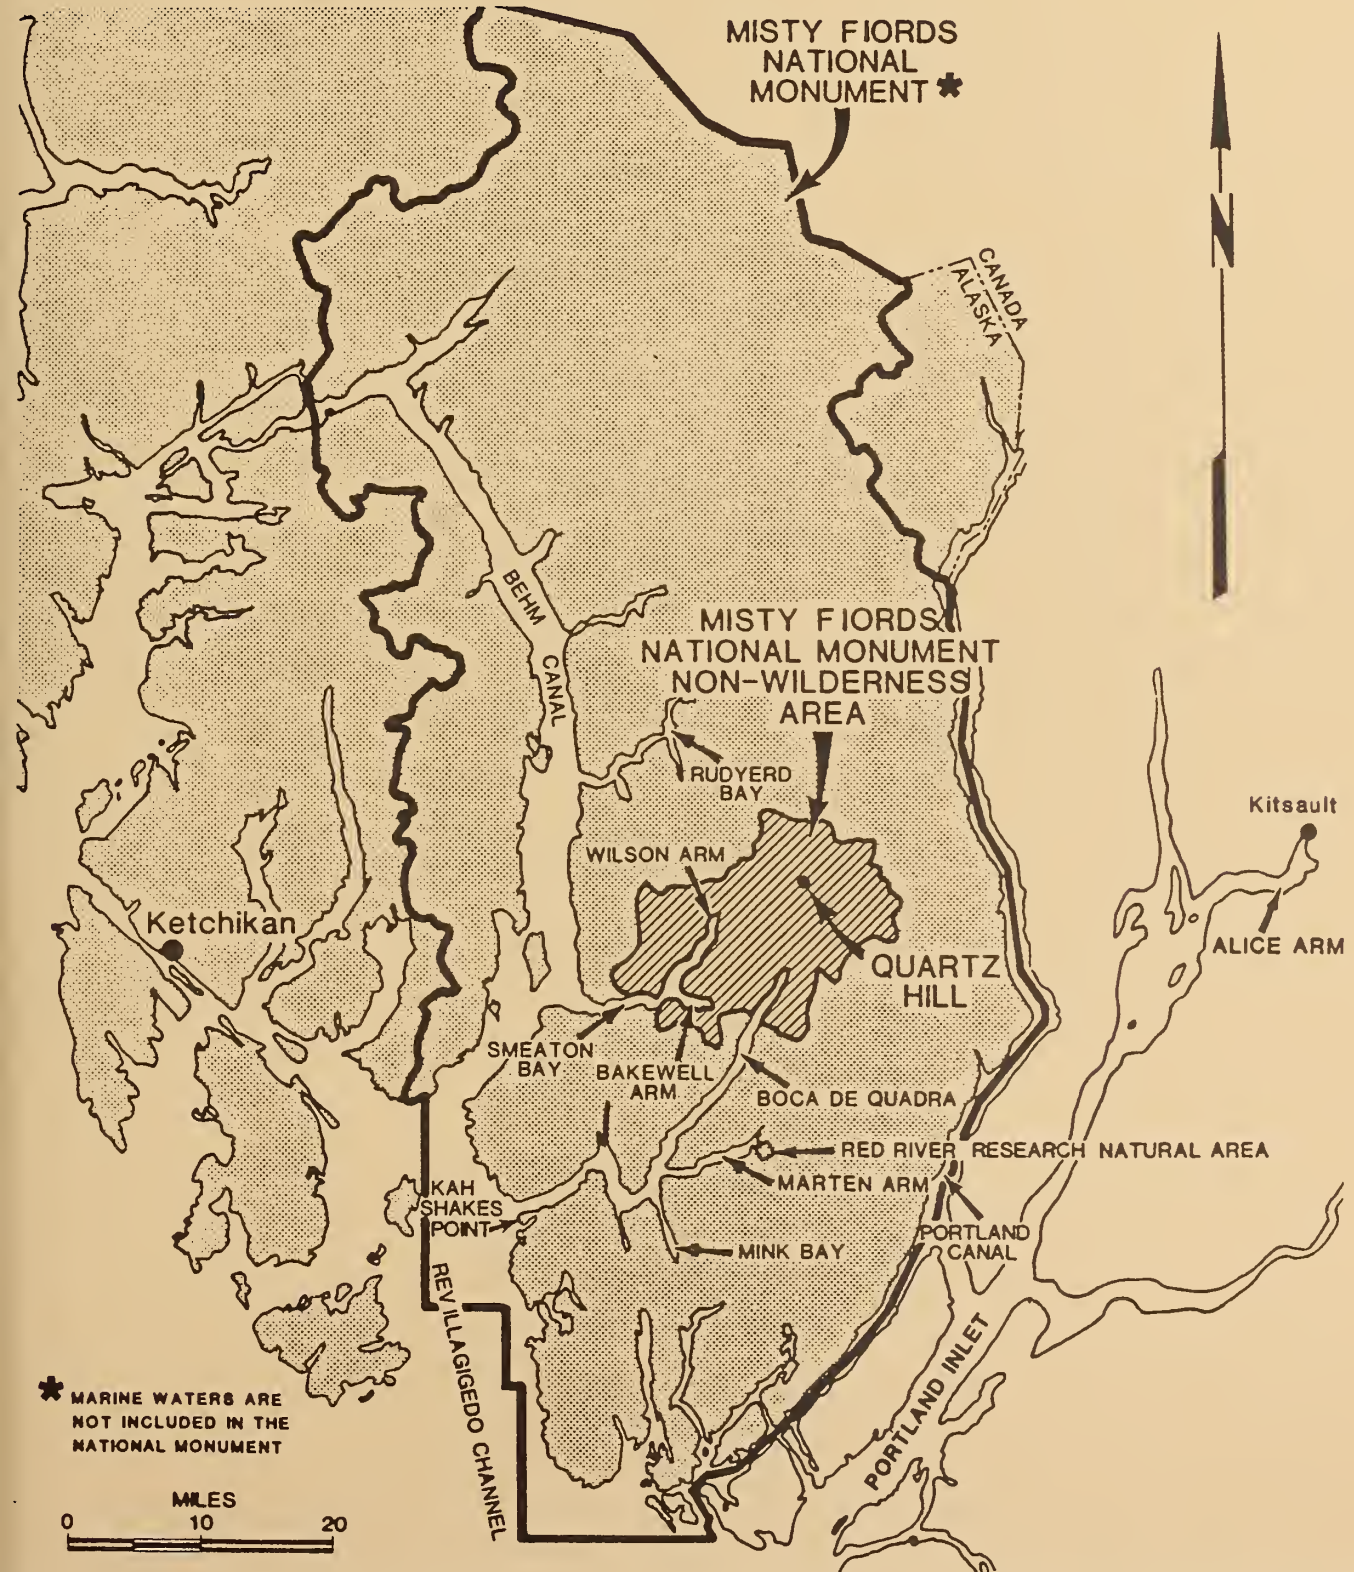 MISTY FIORDS
NATIONAL
MONUMENT *
N
CANADA
ALASKA
BEHM
CANAL
MISTY FIORDS
NATIONAL MONUMENT
NON-WILDERNESS
AREA
RUDYERD
BAY
Kitsault
WILSON ARM
Ketchikan
ALICE ARM
QUARTZ
HILL
SMEATON
BAY
BAKEWELL
ARM
BOCA DE QUADRA
RED RIVER RESEARCH NATURAL AREA
MARTEN ARM
KAH
SHAKES
POINT
PORTLAND
CANAL
MINK BAY
REVILLAGIGEDO CHANNEL
PORTLAND INLET
* MARINE WATERS ARE
NOT INCLUDED IN THE
NATIONAL MONUMENT
MILES
0 10 20